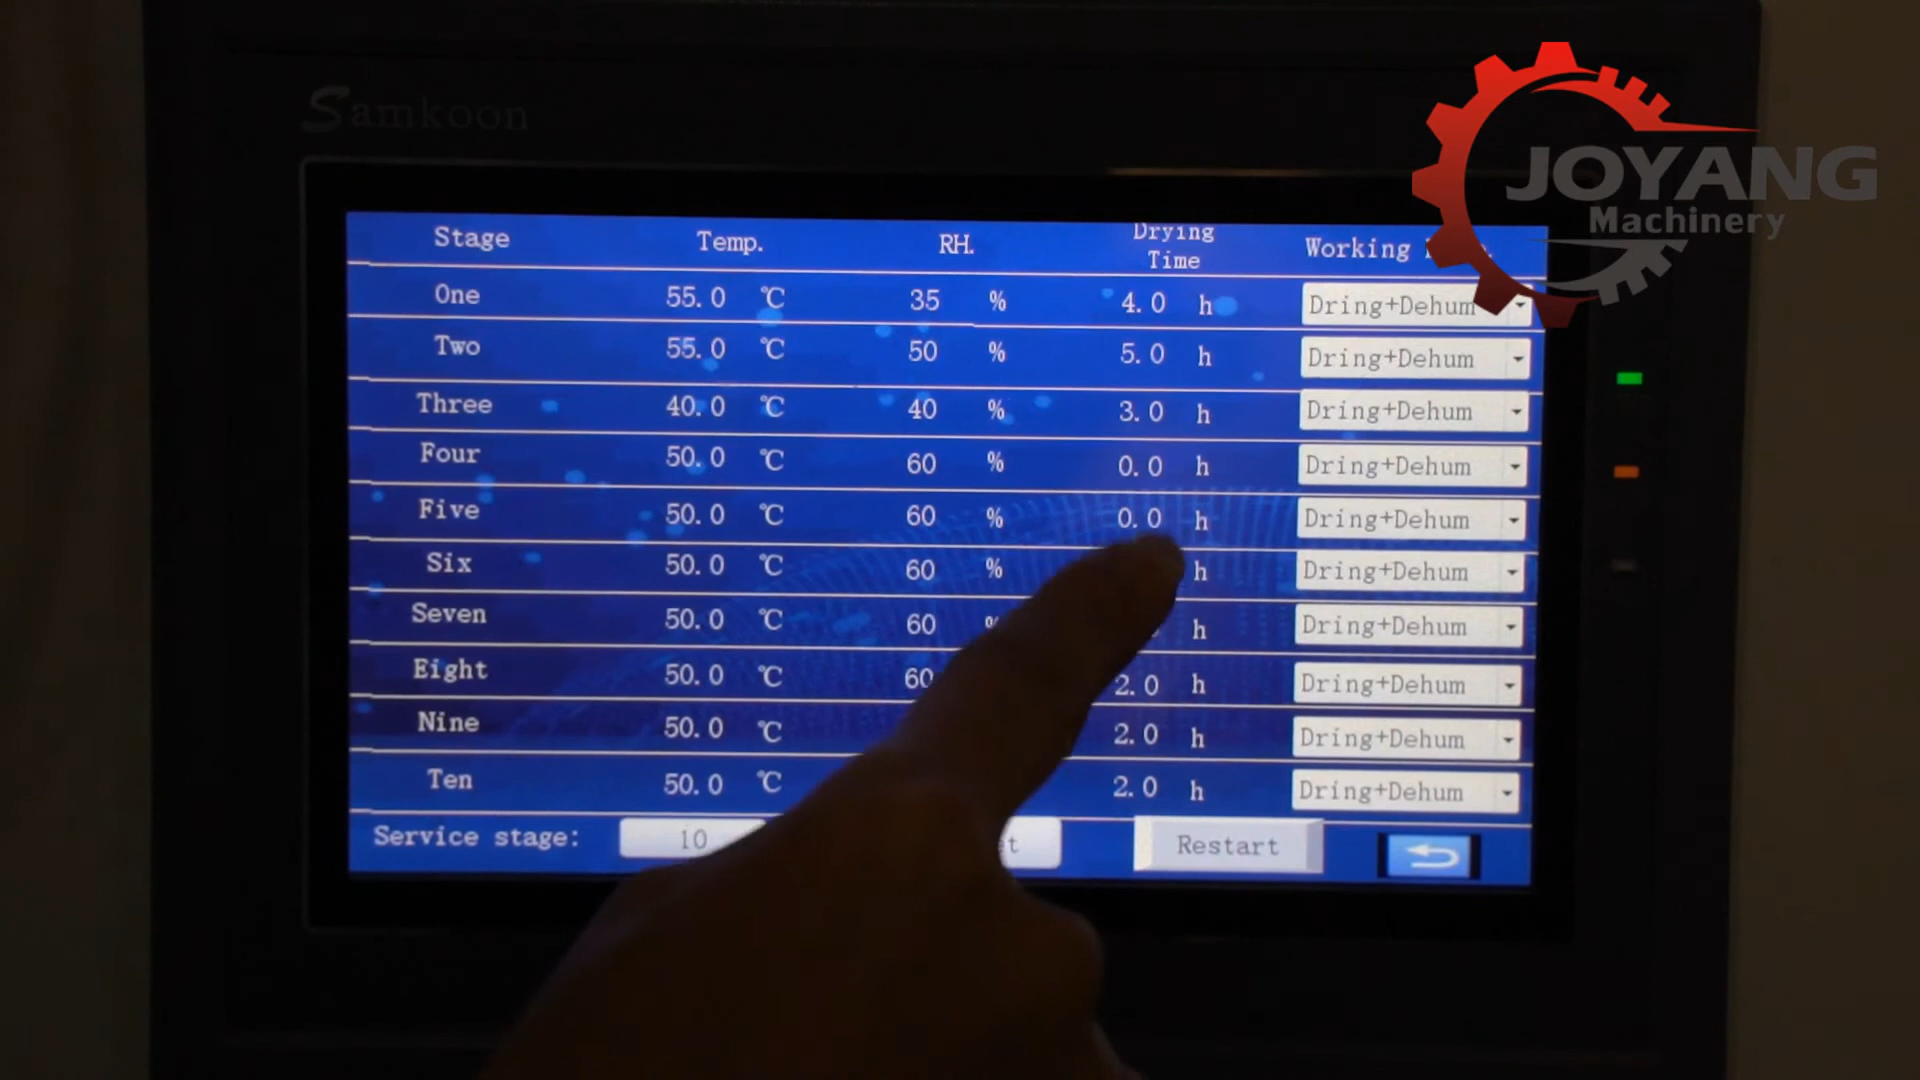 Samkoon
JOYANG
Machinery
Stage Temp. RH. Drying Time Working
One 55.0 ℃ 35 % 4.0 h Dring+Dehum
Two 55.0 ℃ 50 % 5.0 h Dring+Dehum
Three 40.0 ℃ 40 % 3.0 h Dring+Dehum
Four 50.0 ℃ 60 % 0.0 h Dring+Dehum
Five 50.0 ℃ 60 % 0.0 h Dring+Dehum
Six 50.0 ℃ 60 % h Dring+Dehum
Seven 50.0 ℃ 60 % h Dring+Dehum
Eight 50.0 ℃ 60 2.0 h Dring+Dehum
Nine 50.0 ℃ 2.0 h Dring+Dehum
Ten 50.0 ℃ 2.0 h Dring+Dehum
Service stage: 10 Restart